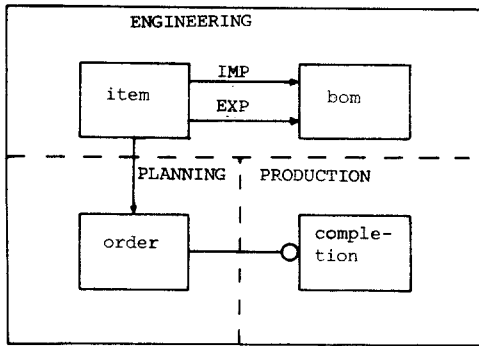 ENGINEERING
IMP
item
bom
EXP
PLANNING
PRODUCTION
order
comple-
tion